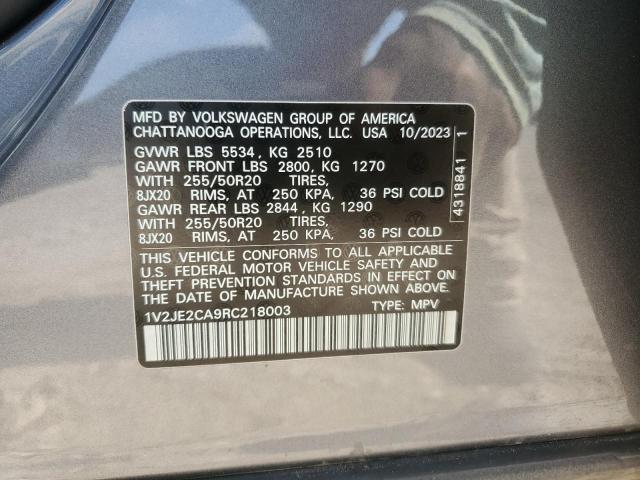 MFD BY VOLKSWAGEN GROUP OF AMERICA
CHATTANOOGA OPERATIONS, LLC. USA 10/2023
GVWR LBS 5534, KG 2510
GAWR FRONT LBS 2800, KG 1270
WITH 255/50R20 TIRES,
8JX20 RIMS, AT 250 KPA, 36 PSI COLD
GAWR REAR LBS 2844, KG 1290
WITH 255/50R20 TIRES,
8JX20 RIMS, AT 250 KPA, 36 PSI COLD
THIS VEHICLE CONFORMS TO ALL APPLICABLE
U.S. FEDERAL MOTOR VEHICLE SAFETY AND
THEFT PREVENTION STANDARDS IN EFFECT ON
THE DATE OF MANUFACTURE SHOWN ABOVE
1V2JE2CA9RC218003 TYPE: MPV
4318841 1